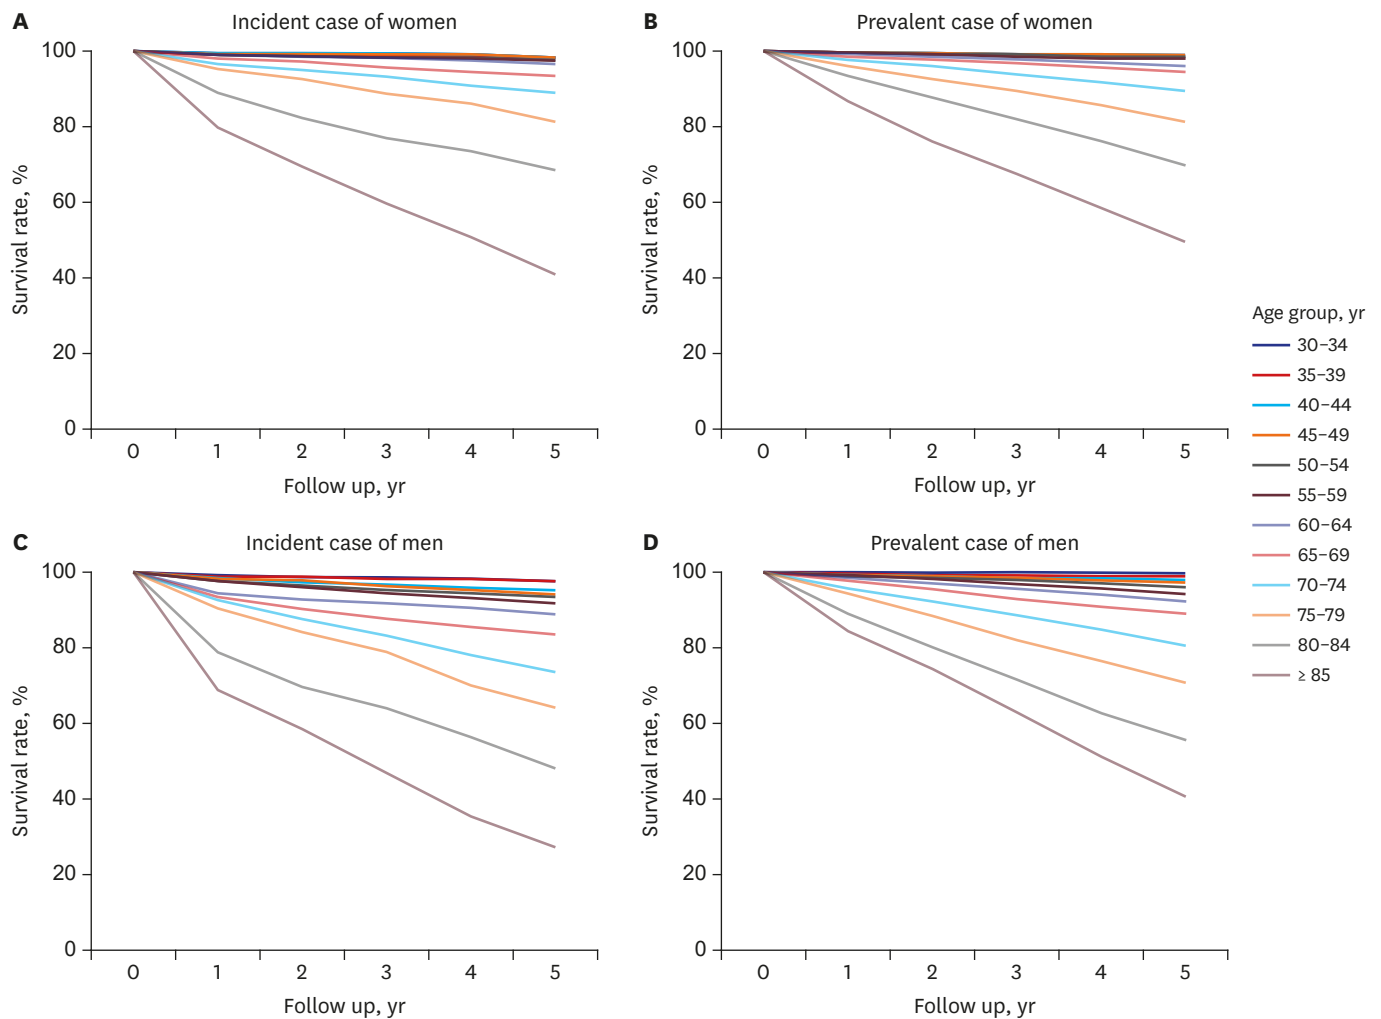 A Incident case of women
100
80
60
40
20
0
Survival rate, %
0 1 2 3 4 5
Follow up, yr
B Prevalent case of women
100
80
60
40
20
0
Survival rate, %
0 1 2 3 4 5
Follow up, yr
C Incident case of men
100
80
60
40
20
0
Survival rate, %
0 1 2 3 4 5
Follow up, yr
D Prevalent case of men
100
80
60
40
20
0
Survival rate, %
0 1 2 3 4 5
Follow up, yr
Age group, yr
30–34
35–39
40–44
45–49
50–54
55–59
60–64
65–69
70–74
75–79
80–84
≥ 85